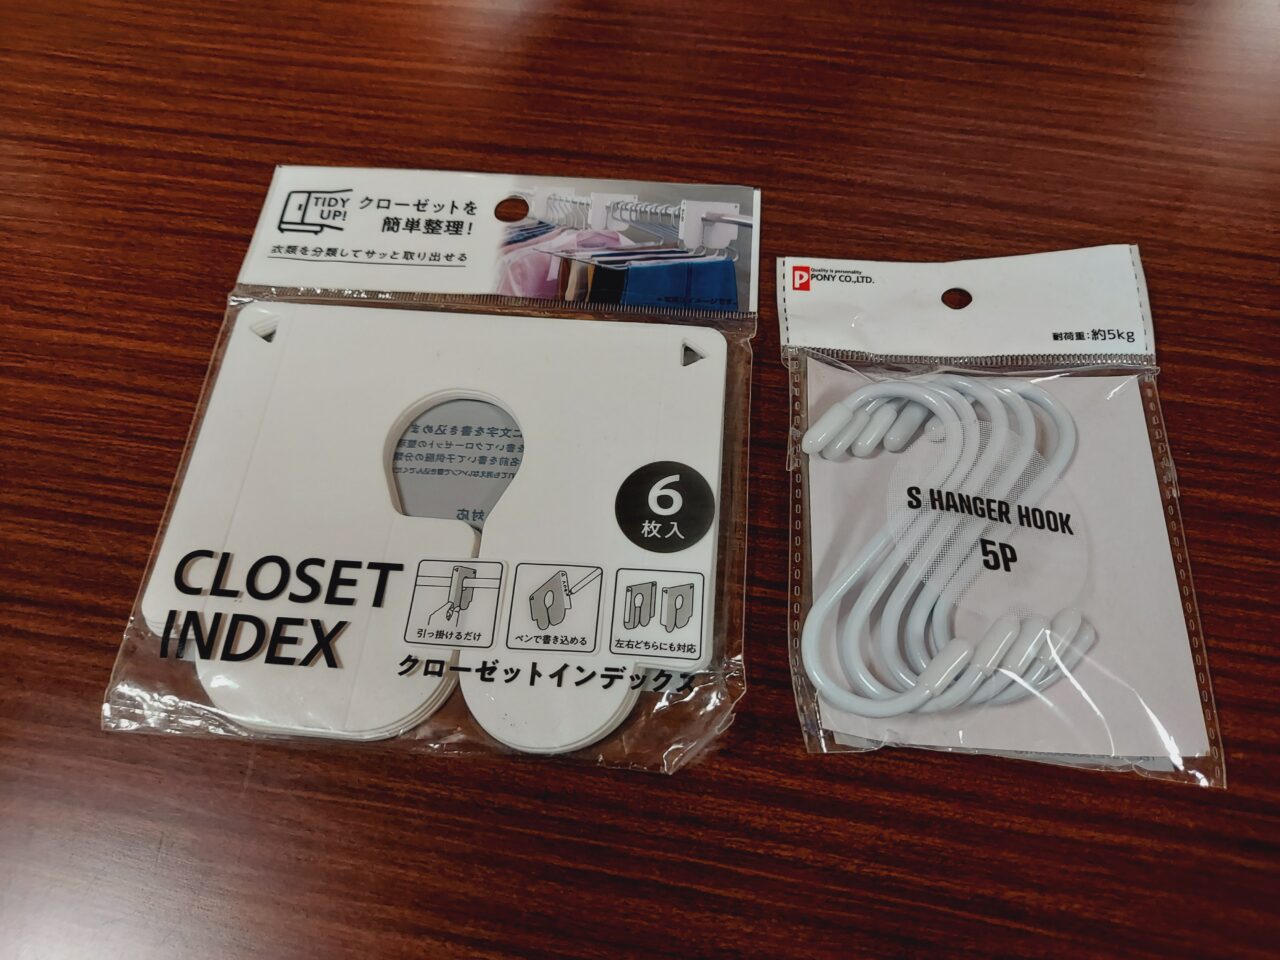 TIDY
UP!
クローゼットを
簡単整理!
衣類を分類してサッと取り出せる
6
枚入
CLOSET
INDEX
引っ掛けるだけ
ペンで書き込める
左右どちらにも対応
クローゼットインデックス
P
Quality is personality
PONY CO.,LTD.
耐荷重:約5kg
S HANGER HOOK
5P